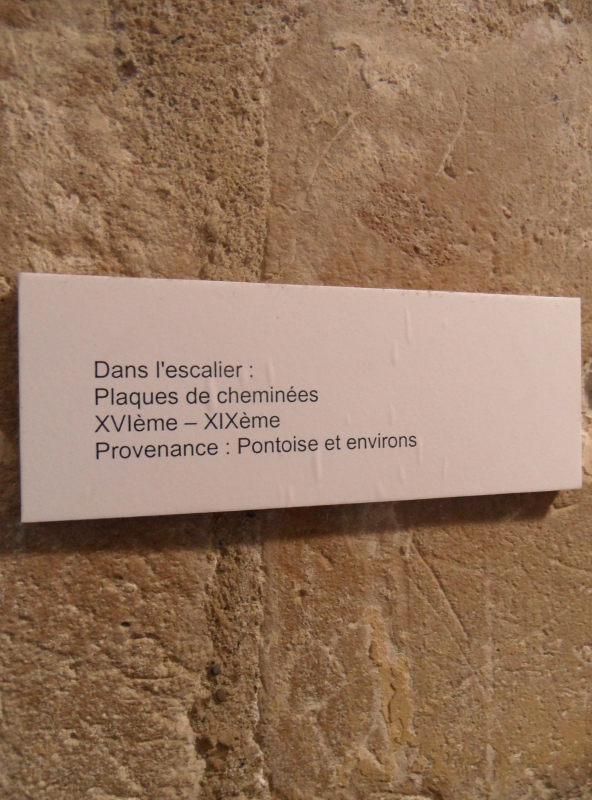 Dans l'escalier :
Plaques de cheminées
XVIème – XIXème
Provenance : Pontoise et environs